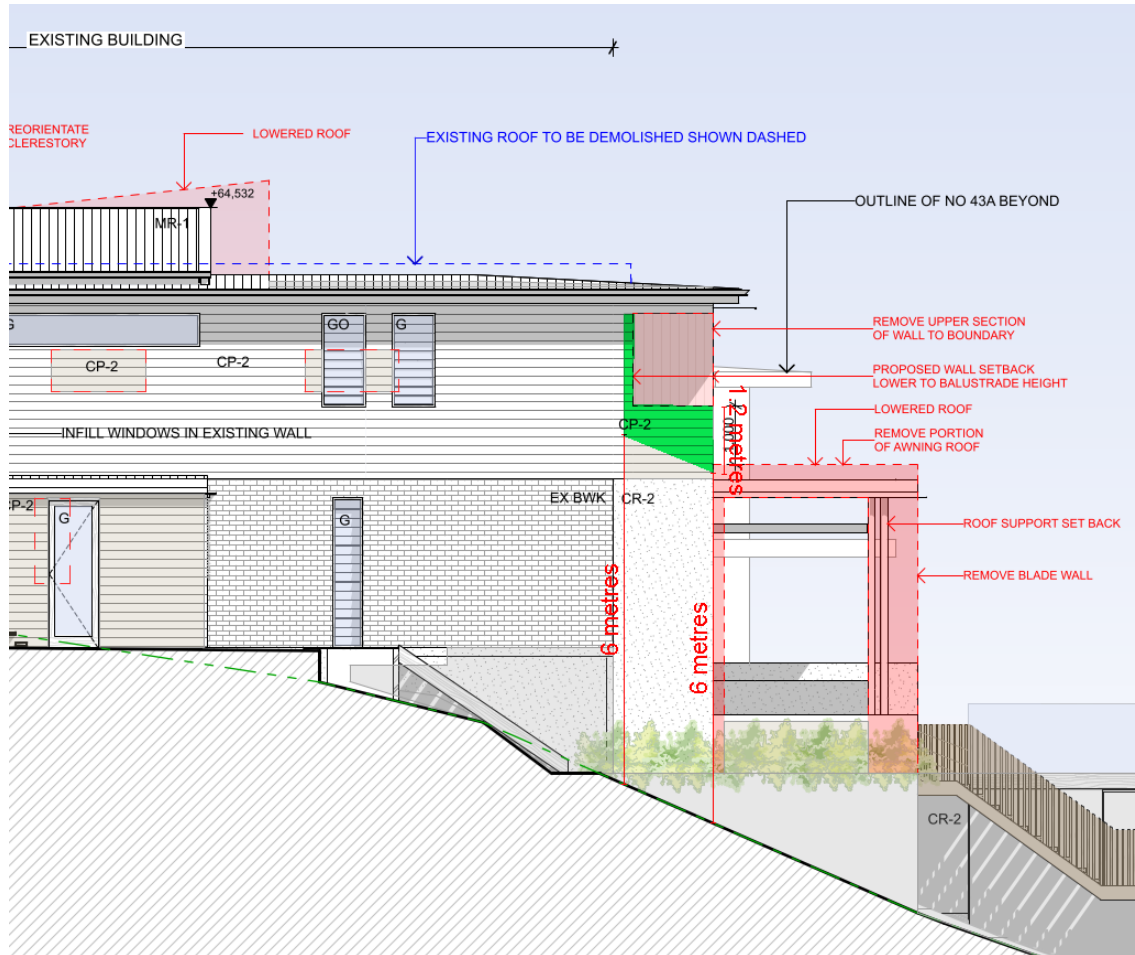 EXISTING BUILDING
REORIENTATE
CLERESTORY
LOWERED ROOF
EXISTING ROOF TO BE DEMOLISHED SHOWN DASHED
+64,532
MR-1
OUTLINE OF NO 43A BEYOND
G
GO
G
CP-2
CP-2
REMOVE UPPER SECTION
OF WALL TO BOUNDARY
PROPOSED WALL SETBACK
LOWER TO BALUSTRADE HEIGHT
LOWERED ROOF
REMOVE PORTION
OF AWNING ROOF
CP-2
1.2 metres
INFILL WINDOWS IN EXISTING WALL
EX BWK
CR-2
CP-2
G
G
ROOF SUPPORT SET BACK
REMOVE BLADE WALL
6 metres
6 metres
CR-2